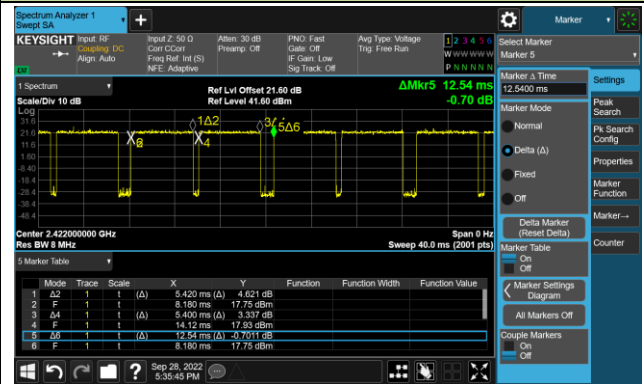 Spectrum Analyzer 1
Swept SA
Marker
KEYSIGHT
Input: RF
Coupling: DC
Align: Auto
Input Z: 50 Ω
Corr CCorr
Freq Ref: Int (S)
NFE: Adaptive
Atten: 30 dB
Preamp: Off
PNO: Fast
Gate: Off
IF Gain: Low
Sig Track: Off
Avg Type: Voltage
Trig: Free Run
1 2 3 4 5 6
W W W W W W
P N N N N N
Select Marker
Marker 5
1 Spectrum
Scale/Div 10 dB
Log
Ref Lvl Offset 21.60 dB
Ref Level 41.60 dBm
ΔMkr5 12.54 ms
-0.70 dB
31.6
21.6
11.6
1.60
-8.40
-18.4
-28.4
-38.4
-48.4
1Δ2
4
5Δ6
Center 2.422000000 GHz
Res BW 8 MHz
Span 0 Hz
Sweep 40.0 ms (2001 pts)
5 Marker Table
Mode Trace Scale X Y Function Function Width Function Value
1 Δ2 1 t (Δ) 5.420 ms (Δ) 4.621 dB
2 F 1 t 8.180 ms 17.75 dBm
3 Δ4 1 t (Δ) 5.400 ms (Δ) 3.337 dB
4 F 1 t 14.12 ms 17.93 dBm
5 Δ6 1 t (Δ) 12.54 ms (Δ) -0.7011 dB
6 F 1 t 8.180 ms 17.75 dBm
Marker Δ Time
12.5400 ms
Marker Mode
Normal
Delta (Δ)
Fixed
Off
Delta Marker
(Reset Delta)
Marker Table
On
Off
Marker Settings
Diagram
All Markers Off
Couple Markers
On
Off
Settings
Peak
Search
Pk Search
Config
Properties
Marker
Function
Marker→
Counter
Sep 28, 2022
5:35:45 PM